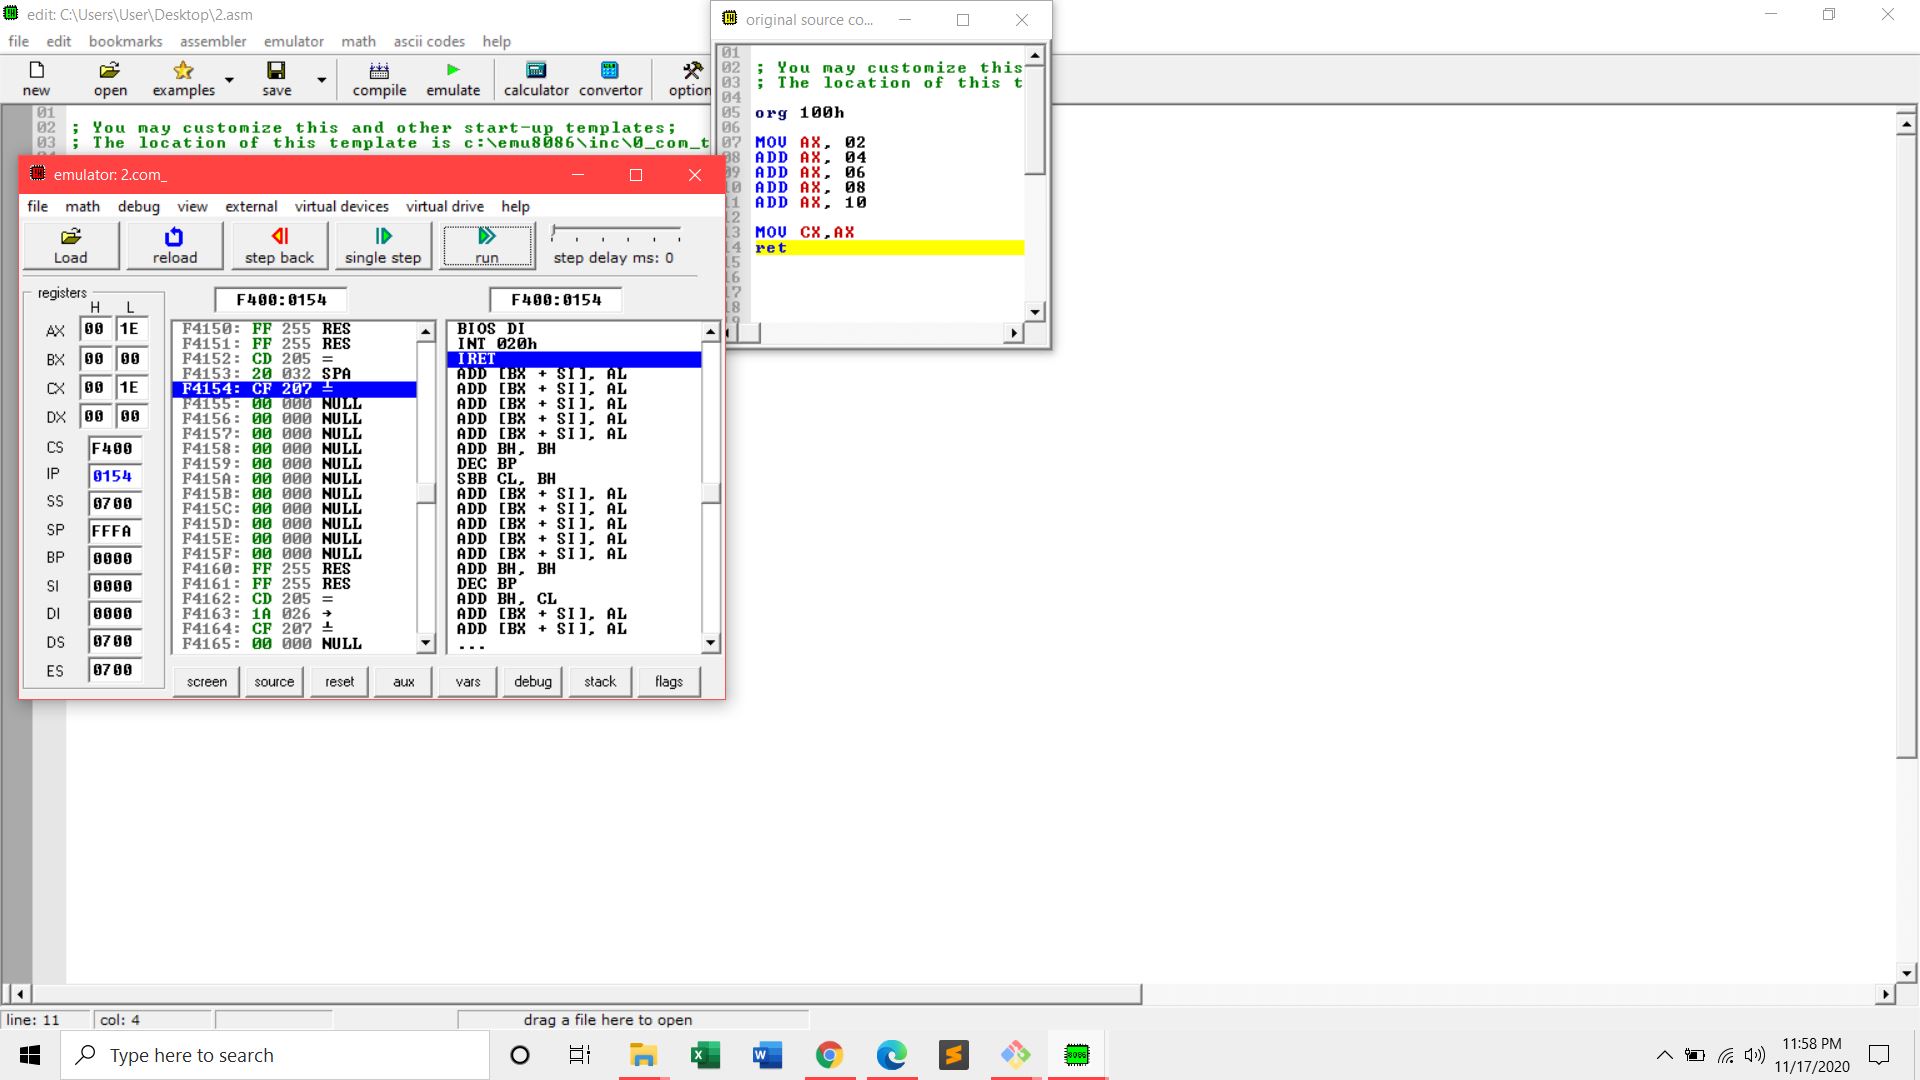 edit: C:\Users\User\Desktop\2.asm
file edit bookmarks assembler emulator math ascii codes help
new open examples save compile emulate calculator convertor option
01
02 ; You may customize this and other start-up templates;
03 ; The location of this template is c:\emu8086\inc\0_com_t
original source co...
01
02 ; You may customize this
03 ; The location of this t
04
05 org 100h
06
07 MOV AX, 02
08 ADD AX, 04
09 ADD AX, 06
10 ADD AX, 08
11 ADD AX, 10
12
13 MOV CX,AX
14 ret
15
16
17
18
emulator: 2.com_
file math debug view external virtual devices virtual drive help
Load reload step back single step run step delay ms: 0
registers
H L
AX 00 1E
BX 00 00
CX 00 1E
DX 00 00
CS F400
IP 0154
SS 0700
SP FFFA
BP 0000
SI 0000
DI 0000
DS 0700
ES 0700
F400:0154
F4150: FF 255 RES
F4151: FF 255 RES
F4152: CD 205 =
F4153: 20 032 SPA
F4154: CF 207 ╧
F4155: 00 000 NULL
F4156: 00 000 NULL
F4157: 00 000 NULL
F4158: 00 000 NULL
F4159: 00 000 NULL
F415A: 00 000 NULL
F415B: 00 000 NULL
F415C: 00 000 NULL
F415D: 00 000 NULL
F415E: 00 000 NULL
F415F: 00 000 NULL
F4160: FF 255 RES
F4161: FF 255 RES
F4162: CD 205 =
F4163: 1A 026 →
F4164: CF 207 ╧
F4165: 00 000 NULL
F400:0154
BIOS DI
INT 020h
IRET
ADD [BX + SI], AL
ADD [BX + SI], AL
ADD [BX + SI], AL
ADD [BX + SI], AL
ADD [BX + SI], AL
ADD BH, BH
DEC BP
SBB CL, BH
ADD [BX + SI], AL
ADD [BX + SI], AL
ADD [BX + SI], AL
ADD [BX + SI], AL
ADD [BX + SI], AL
ADD BH, BH
DEC BP
ADD BH, CL
ADD [BX + SI], AL
ADD [BX + SI], AL
...
screen source reset aux vars debug stack flags
line: 11 col: 4 drag a file here to open
Type here to search
11:58 PM
11/17/2020